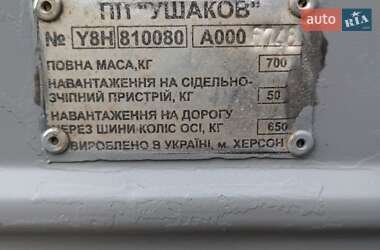 ПП "УШАКОВ"
№ Y8H 810080 A000
ПОВНА МАСА,КГ 700
НАВАНТАЖЕННЯ НА СІДЕЛЬНО-
ЗЧІПНИЙ ПРИСТРІЙ, КГ 50
НАВАНТАЖЕННЯ НА ДОРОГУ
ЧЕРЕЗ ШИНИ КОЛІС ОСІ, КГ 650
ВИРОБЛЕНО В УКРАЇНІ, м. ХЕРСОН
auto.RIA.com